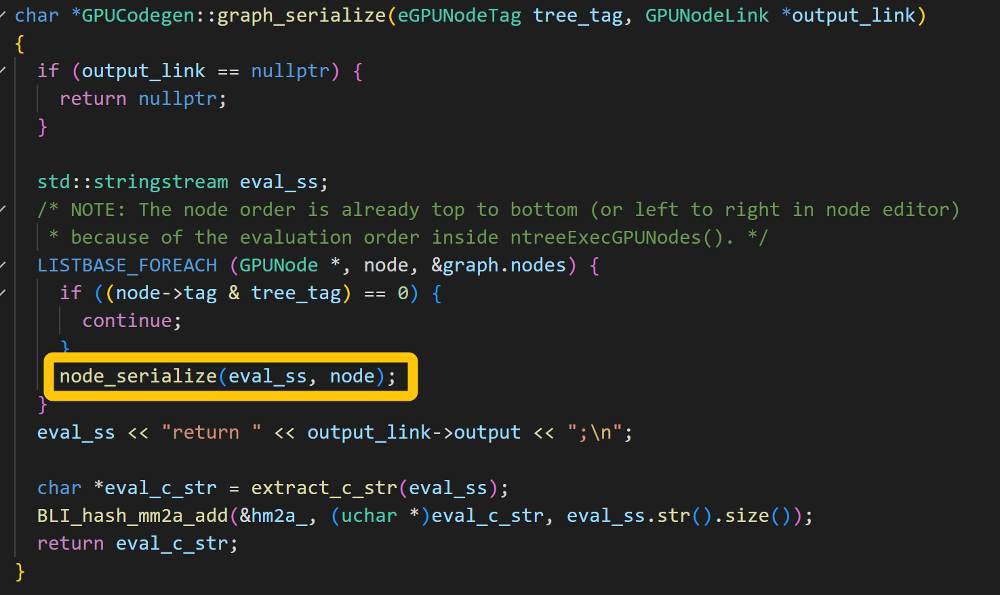 char *GPUCodegen::graph_serialize(eGPUNodeTag tree_tag, GPUNodeLink *output_link)
{
  if (output_link == nullptr) {
    return nullptr;
  }

  std::stringstream eval_ss;
  /* NOTE: The node order is already top to bottom (or left to right in node editor)
   * because of the evaluation order inside ntreeExecGPUNodes(). */
  LISTBASE_FOREACH (GPUNode *, node, &graph.nodes) {
    if ((node->tag & tree_tag) == 0) {
      continue;
    }
    node_serialize(eval_ss, node);
  }
  eval_ss << "return " << output_link->output << ";\n";

  char *eval_c_str = extract_c_str(eval_ss);
  BLI_hash_mm2a_add(&hm2a_, (uchar *)eval_c_str, eval_ss.str().size());
  return eval_c_str;
}